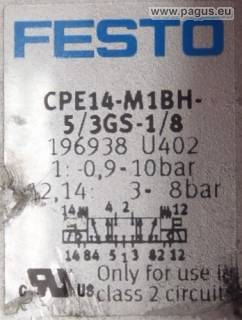 © www.pagus.eu
FESTO
CPE14-M1BH-
5/3GS-1/8
196938 U402
1: -0,9-10bar
12,14: 3- 8bar
14 4 2 12
14 84 5 1 3 82 12
Only for use in
c US class 2 circuit